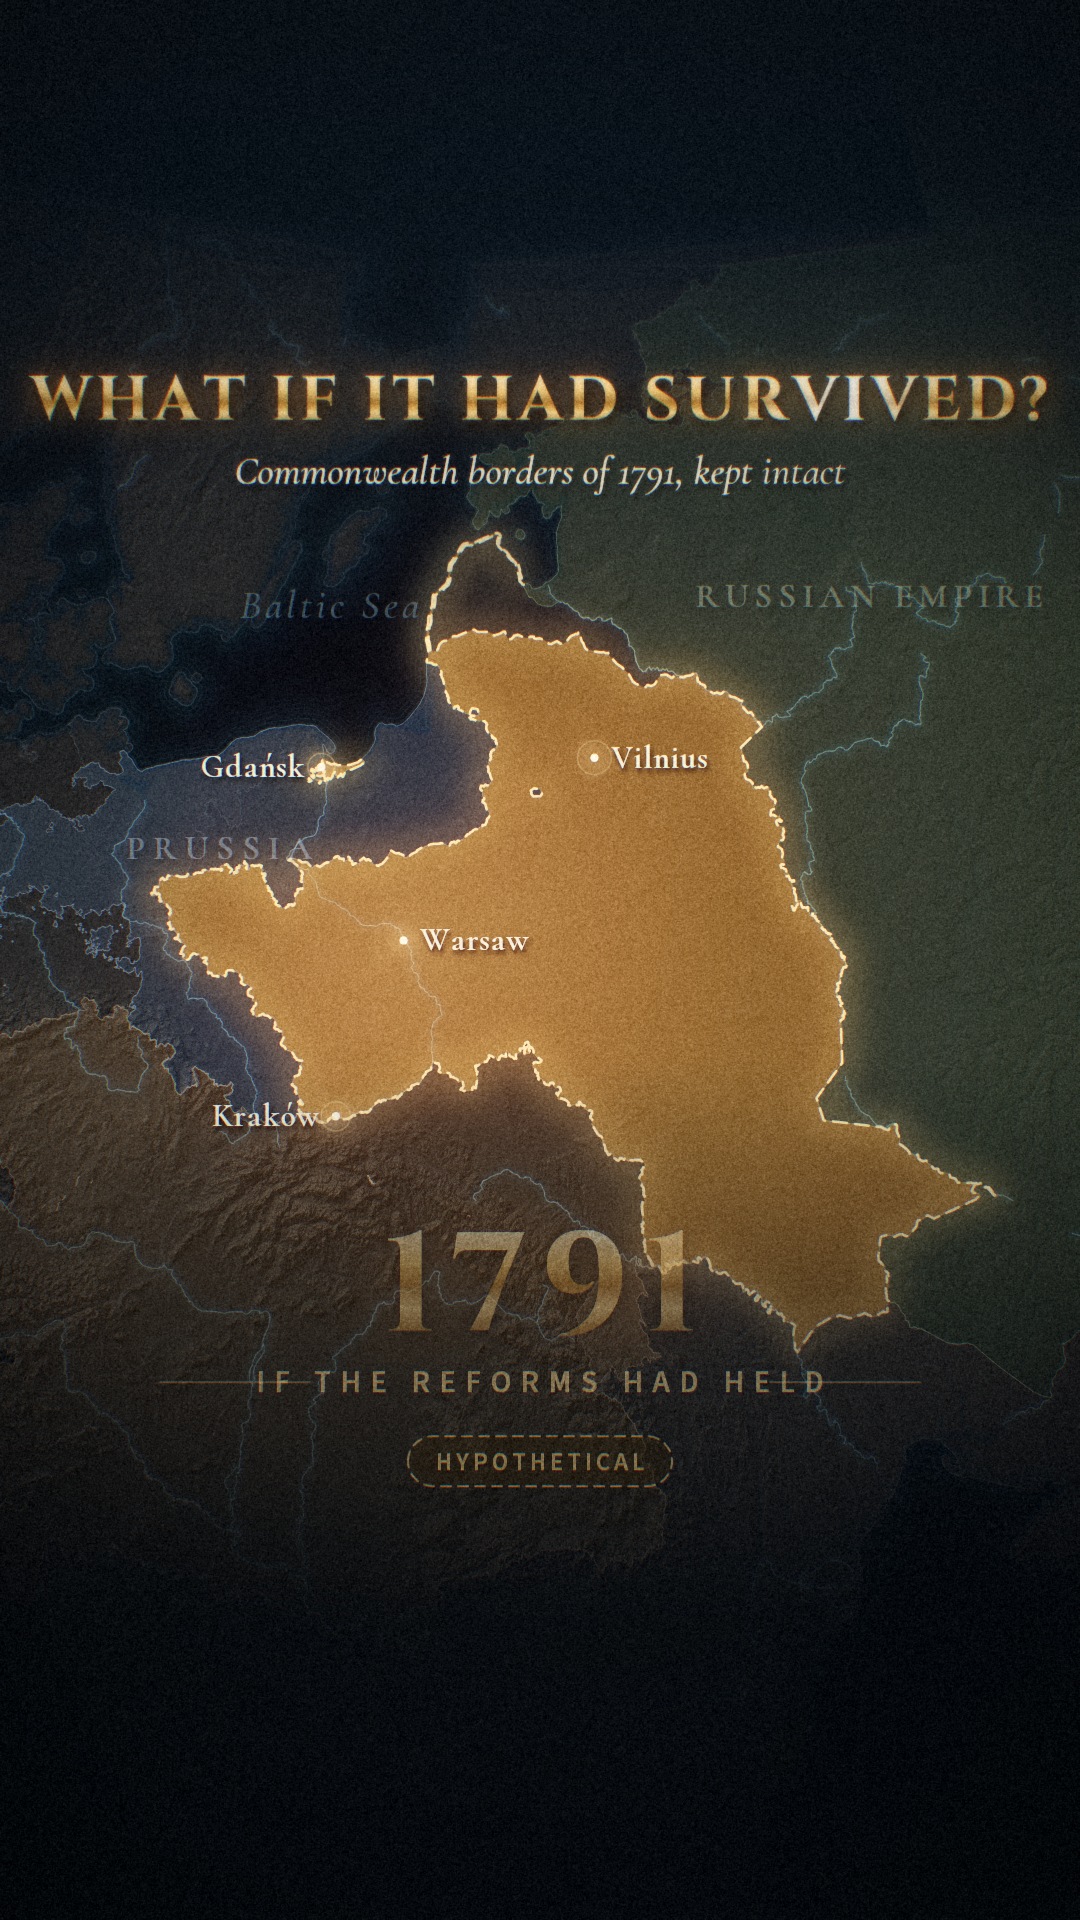 WHAT IF IT HAD SURVIVED?
Commonwealth borders of 1791, kept intact
RUSSIAN EMPIRE
Baltic Sea
Gdańsk
Vilnius
PRUSSIA
Warsaw
Kraków
1791
IF THE REFORMS HAD HELD
HYPOTHETICAL